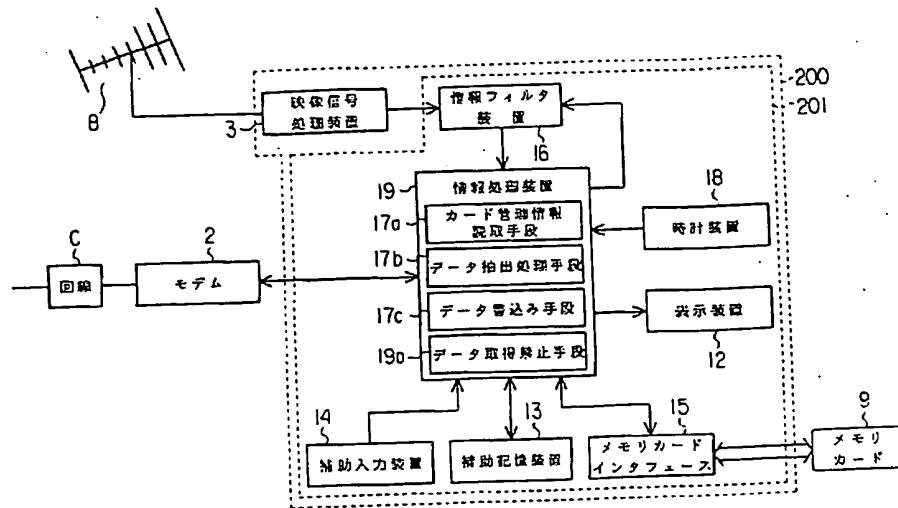 8
映像信号
処理装置
3
情報フィルタ
装置
16
200
201
19
情報処理装置
17a
カード管理情報
読取手段
17b
データ抽出処理手段
17c
データ書込み手段
19a
データ取得禁止手段
18
時計装置
C
回線
2
モデム
表示装置
12
14
補助入力装置
13
補助記憶装置
15
メモリカード
インタフェース
9
メモリ
カード